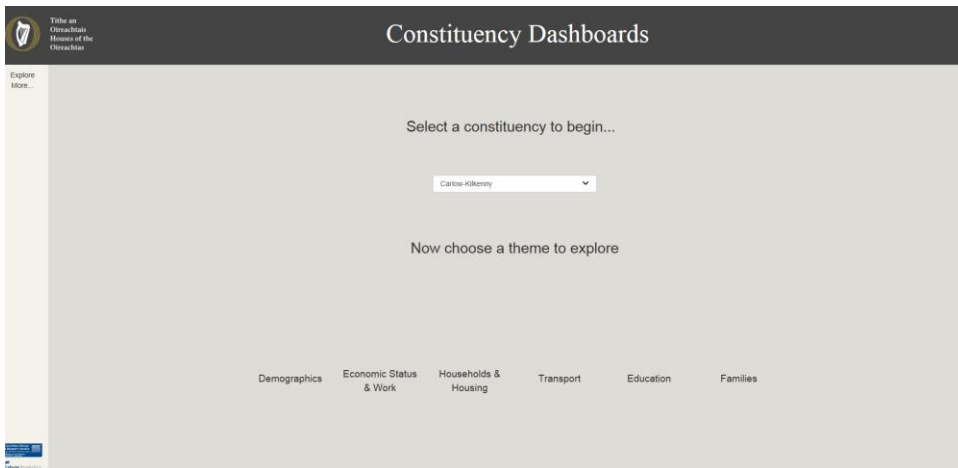 Tithe an
Oireachtais
Houses of the
Oireachtas
Constituency Dashboards
Explore
More...
Select a constituency to begin...
Carlow-Kilkenny
Now choose a theme to explore
Demographics
Economic Status
& Work
Households &
Housing
Transport
Education
Families